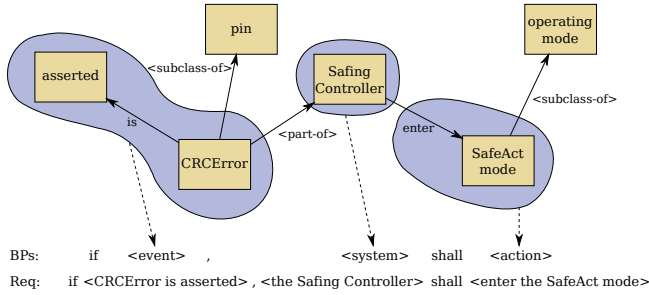 pin
operating
mode
asserted
<subclass-of>
Safing
Controller
<subclass-of>
is
<part-of>
enter
CRCError
SafeAct
mode
BPs: if <event> , <system> shall <action>
Req: if <CRCError is asserted> , <the Safing Controller> shall <enter the SafeAct mode>